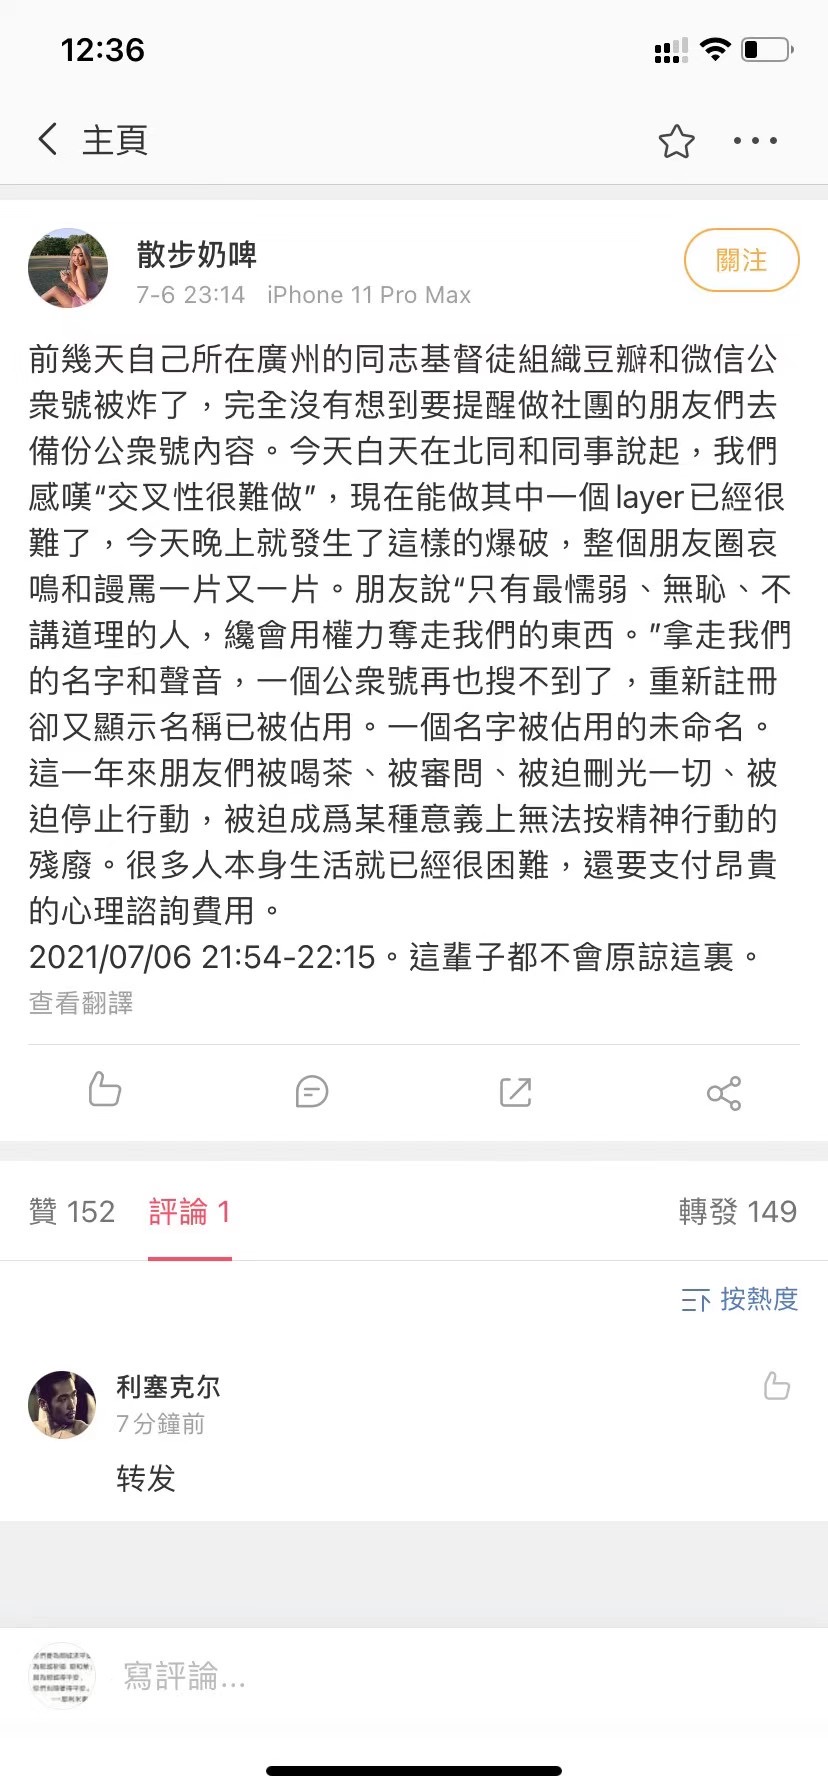 12:36
主頁
散步奶啤
關注
7-6 23:14 iPhone 11 Pro Max
前幾天自己所在廣州的同志基督徒組織豆瓣和微信公
衆號被炸了，完全沒有想到要提醒做社團的朋友們去
備份公衆號內容。今天白天在北同和同事說起，我們
感嘆“交叉性很難做”，現在能做其中一個layer已經很
難了，今天晚上就發生了這樣的爆破，整個朋友圈哀
鳴和謾罵一片又一片。朋友說“只有最懦弱、無恥、不
講道理的人，纔會用權力奪走我們的東西。”拿走我們
的名字和聲音，一個公衆號再也搜不到了，重新註冊
卻又顯示名稱已被佔用。一個名字被佔用的未命名。
這一年來朋友們被喝茶、被審問、被迫刪光一切、被
迫停止行動，被迫成爲某種意義上無法按精神行動的
殘廢。很多人本身生活就已經很困難，還要支付昂貴
的心理諮詢費用。
2021/07/06 21:54-22:15。這輩子都不會原諒這裏。
查看翻譯
贊 152 評論 1 轉發 149
按熱度
利塞克尔
7分鐘前
转发
寫評論...